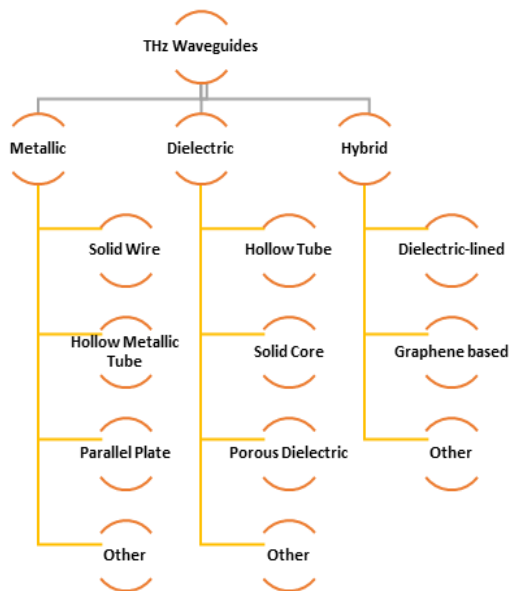 THz Waveguides
Metallic
Dielectric
Hybrid
Solid Wire
Hollow Tube
Dielectric-lined
Hollow Metallic
Tube
Solid Core
Graphene based
Parallel Plate
Porous Dielectric
Other
Other
Other